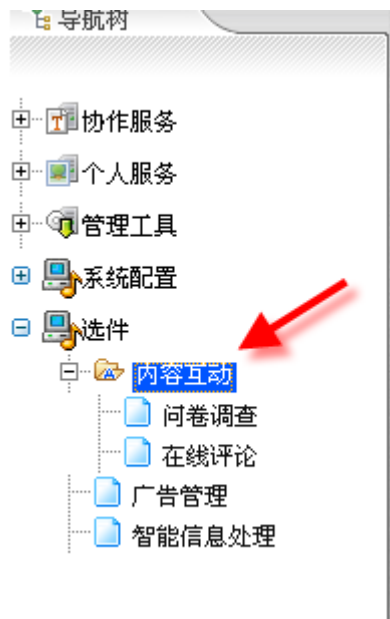 导航树
协作服务
个人服务
管理工具
系统配置
选件
内容互动
问卷调查
在线评论
广告管理
智能信息处理